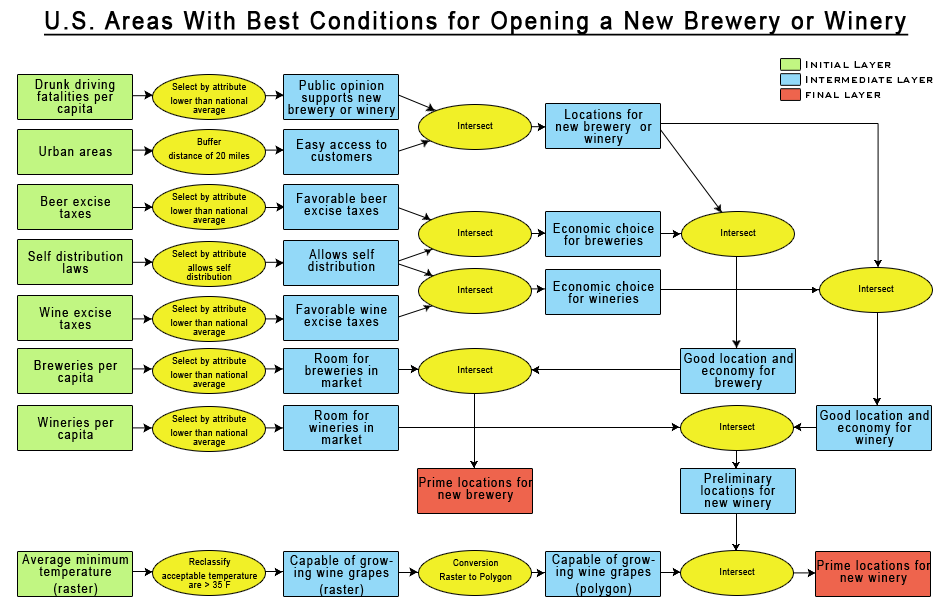 U.S. Areas With Best Conditions for Opening a New Brewery or Winery
Initial Layer
Intermediate layer
final layer
Drunk driving
fatalities per
capita
Select by attribute
lower than national
average
Public opinion
supports new
brewery or winery
Intersect
Locations for
new brewery or
winery
Urban areas
Buffer
distance of 20 miles
Easy access to
customers
Beer excise
taxes
Select by attribute
lower than national
average
Favorable beer
excise taxes
Intersect
Economic choice
for breweries
Intersect
Self distribution
laws
Select by attribute
allows self
distribution
Allows self
distribution
Intersect
Economic choice
for wineries
Intersect
Wine excise
taxes
Select by attribute
lower than national
average
Favorable wine
excise taxes
Breweries per
capita
Select by attribute
lower than national
average
Room for
breweries in
market
Intersect
Good location and
economy for
brewery
Wineries per
capita
Select by attribute
lower than national
average
Room for
wineries in
market
Intersect
Good location and
economy for
winery
Prime locations for
new brewery
Preliminary
locations for
new winery
Average minimum
temperature
(raster)
Reclassify
acceptable temperature
are > 35 F
Capable of grow-
ing wine grapes
(raster)
Conversion
Raster to Polygon
Capable of grow-
ing wine grapes
(polygon)
Intersect
Prime locations for
new winery